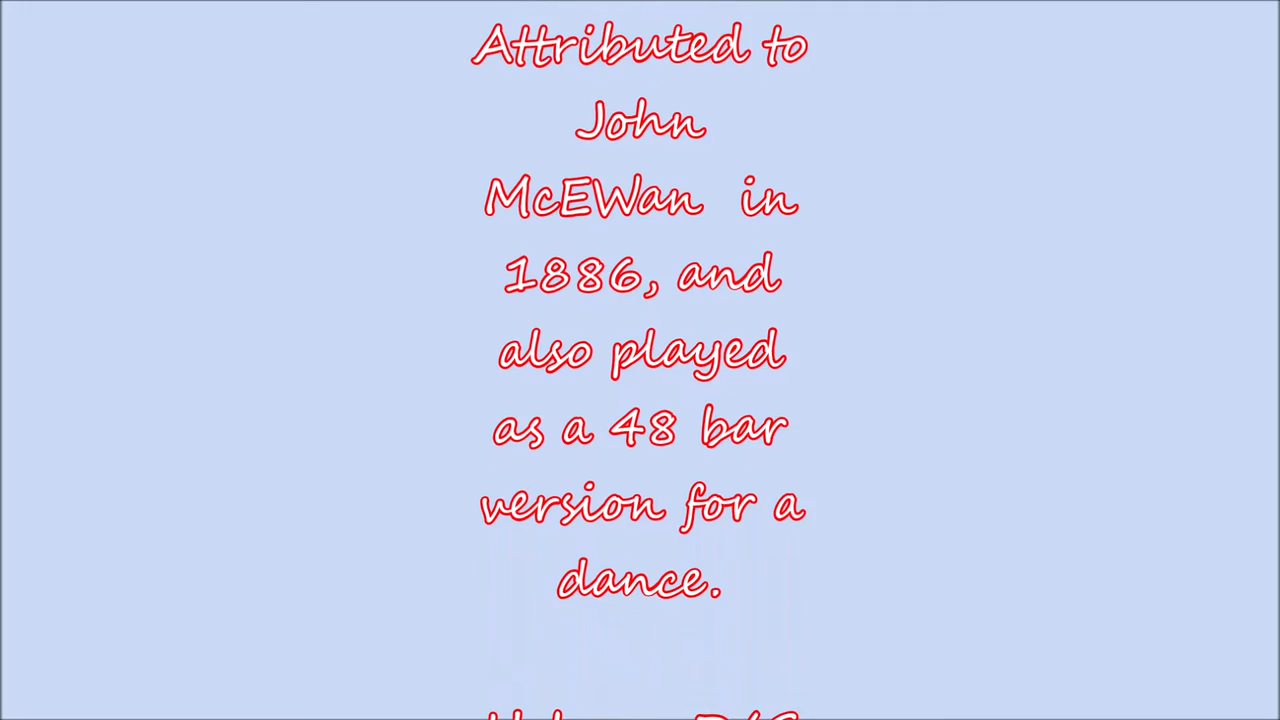 Attributed to
John
McEWan in
1886, and
also played
as a 48 bar
version for a
dance.